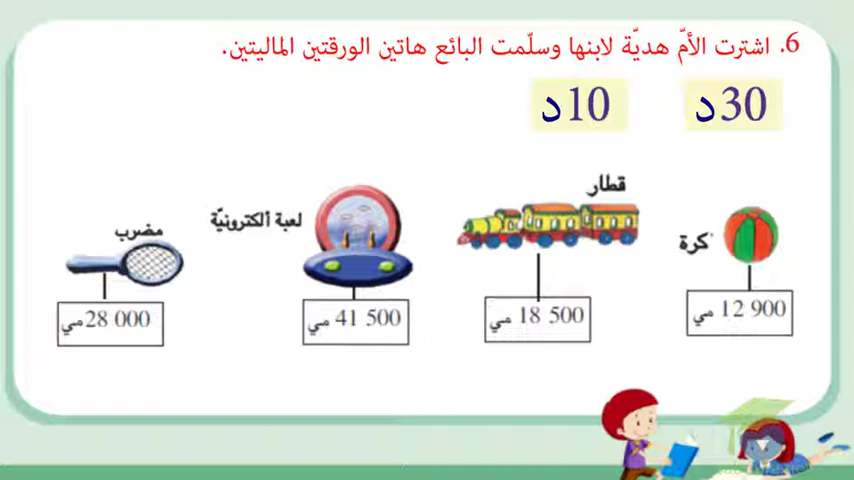 6. اشترت الأمّ هديّة لابنها وسلّمت البائع هاتين الورقتين الماليتين.
30د
10د
كرة
قطار
لعبة ألكترونيّة
مضرب
12 900 مي
18 500 مي
41 500 مي
28 000 مي